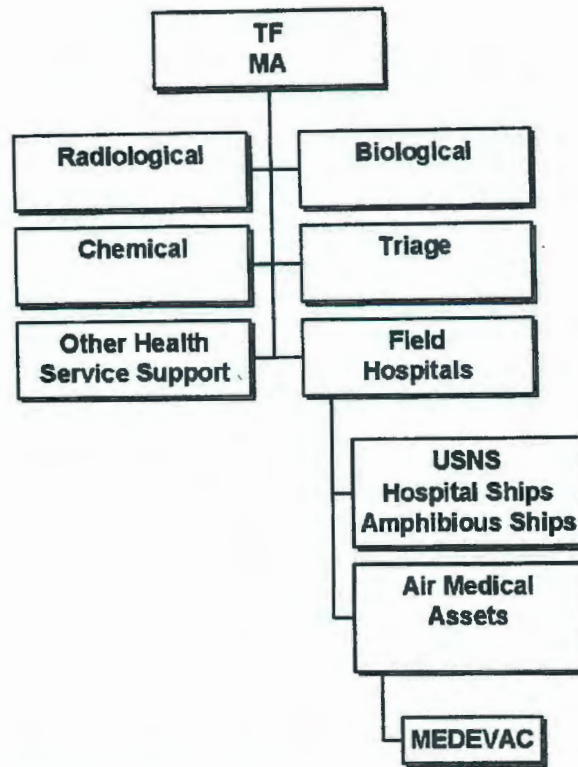 TF
MA
Radiological
Biological
Chemical
Triage
Other Health
Service Support
Field
Hospitals
USNS
Hospital Ships
Amphibious Ships
Air Medical
Assets
MEDEVAC